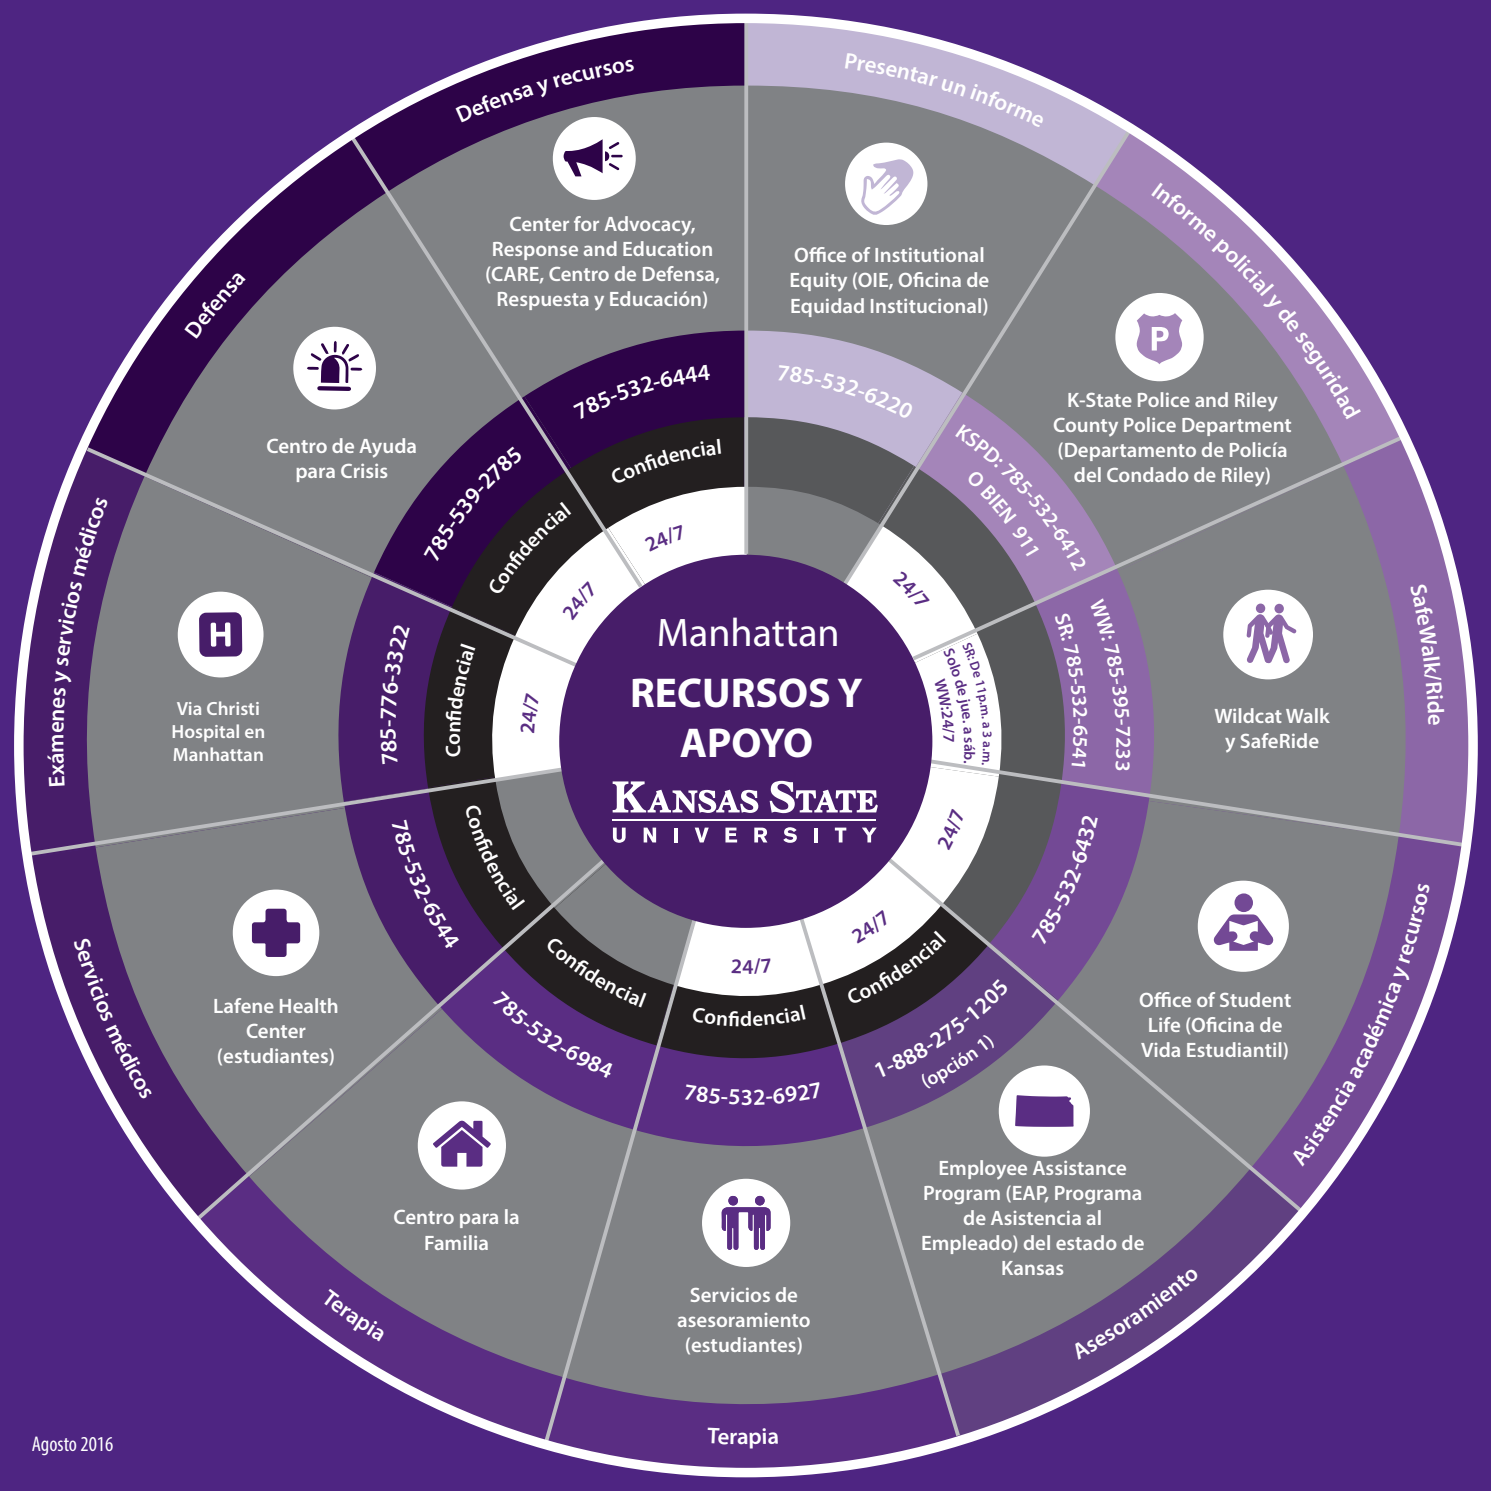 Manhattan
RECURSOS Y
APOYO
KANSAS STATE
UNIVERSITY
Presentar un informe
Office of Institutional
Equity (OIE, Oficina de
Equidad Institucional)
785-532-6220
Informe policial y de seguridad
P
K-State Police and Riley
County Police Department
(Departamento de Policía
del Condado de Riley)
KSPD: 785-532-6412
O BIEN 911
24/7
SafeWalk/Ride
Wildcat Walk
y SafeRide
WW: 785-395-7233
SR: 785-532-6541
SR: De 11p.m. a 3 a.m.
Solo de jue. a sáb.
WW:24/7
Asistencia académica y recursos
Office of Student
Life (Oficina de
Vida Estudiantil)
785-532-6432
24/7
Asesoramiento
Employee Assistance
Program (EAP, Programa
de Asistencia al
Empleado) del estado de
Kansas
1-888-275-1205
(opción 1)
Confidencial
24/7
Terapia
Servicios de
asesoramiento
(estudiantes)
785-532-6927
Confidencial
24/7
Terapia
Centro para la
Familia
785-532-6984
Confidencial
Servicios médicos
Lafene Health
Center
(estudiantes)
785-532-6544
Confidencial
Exámenes y servicios médicos
H
Via Christi
Hospital en
Manhattan
785-776-3322
Confidencial
24/7
Defensa
Centro de Ayuda
para Crisis
785-539-2785
Confidencial
24/7
Defensa y recursos
Center for Advocacy,
Response and Education
(CARE, Centro de Defensa,
Respuesta y Educación)
785-532-6444
Confidencial
24/7
Agosto 2016